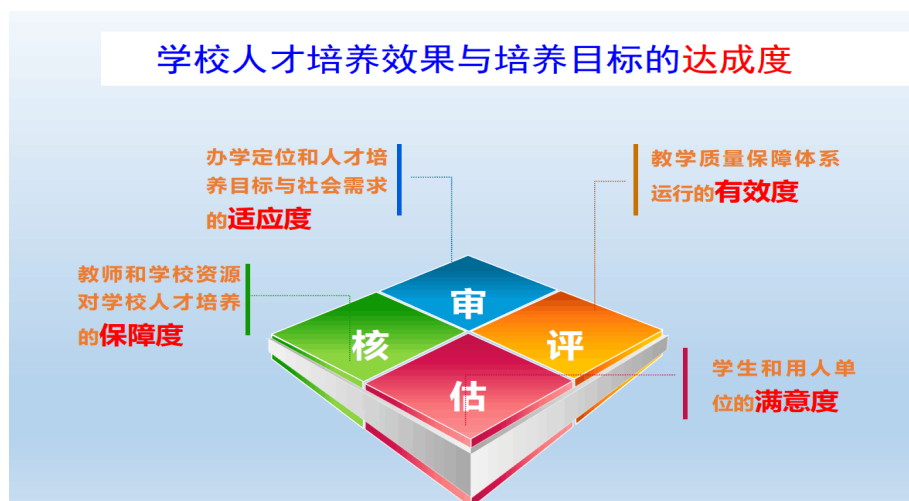 学校人才培养效果与培养目标的达成度
办学定位和人才培
养目标与社会需求
的适应度
教学质量保障体系
运行的有效度
教师和学校资源
对学校人才培养
的保障度
审
核
评
估
学生和用人单
位的满意度